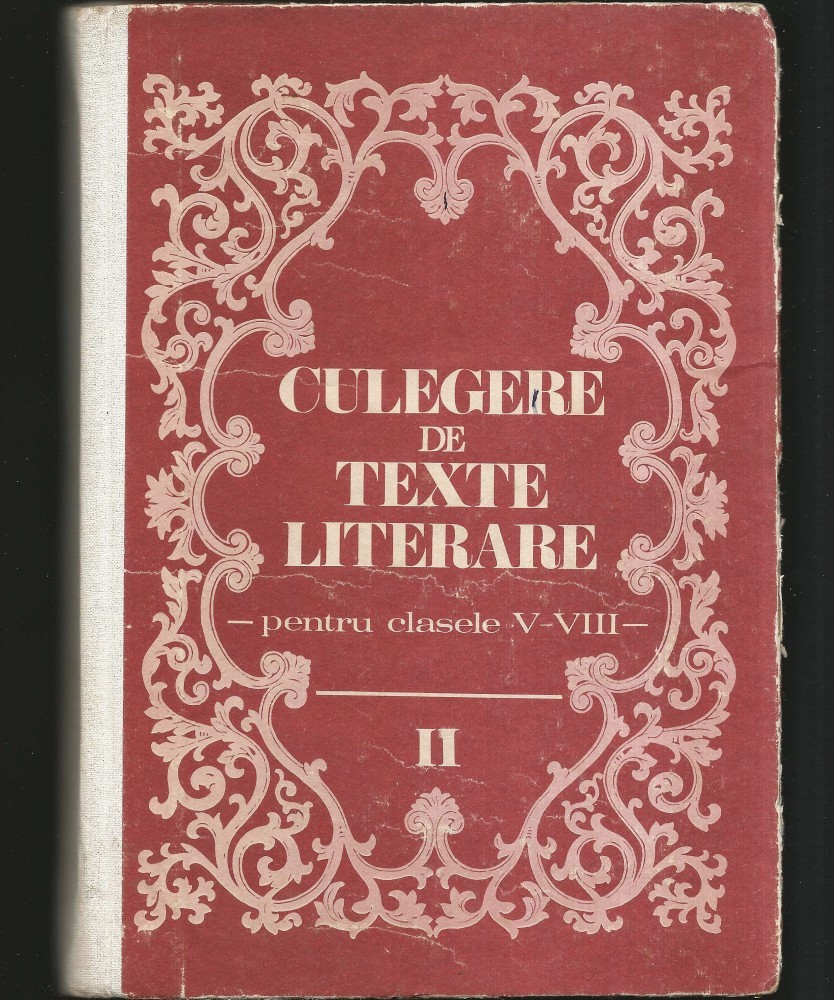 CULEGERE
DE
TEXTE
LITERARE
— pentru clasele V-VIII —
II